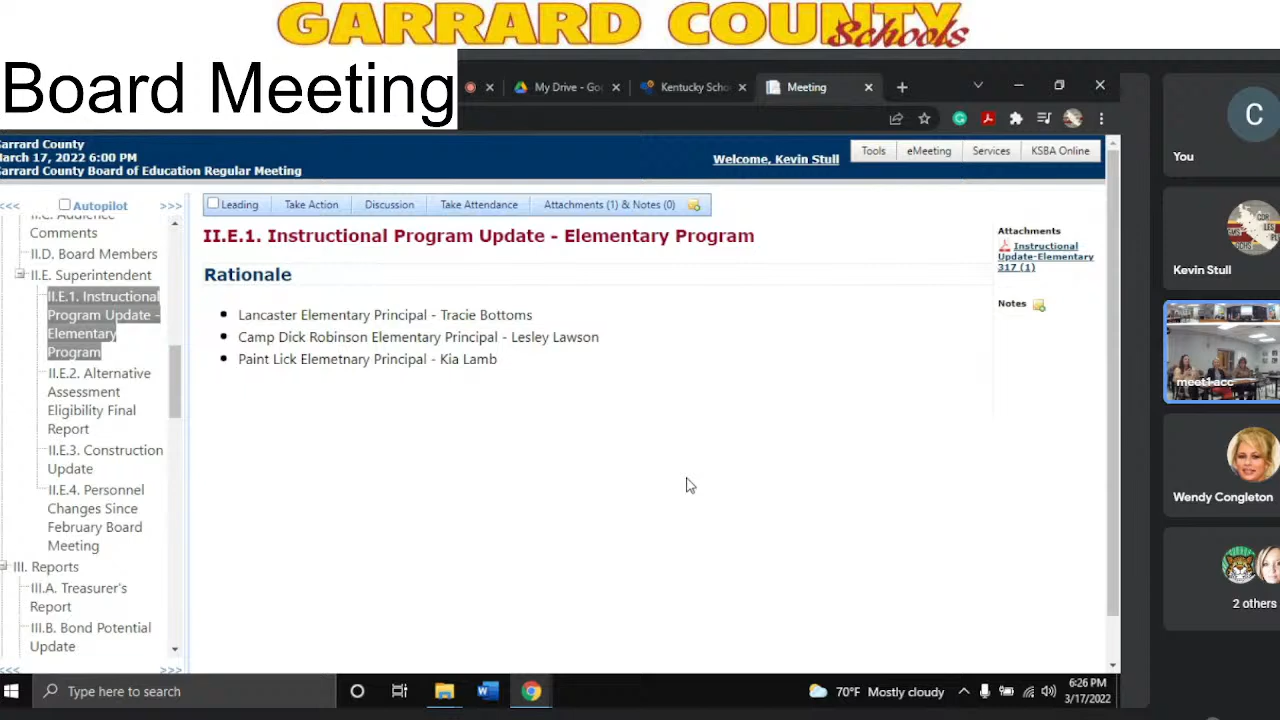 GARRARD COUNTY
Schools
Board Meeting
My Drive - Goo
Kentucky Scho
Meeting
Garrard County
March 17, 2022 6:00 PM
Garrard County Board of Education Regular Meeting
Welcome, Kevin Stull
Tools
eMeeting
Services
KSBA Online
<<<
Autopilot
>>>
II.C. Audience
Comments
II.D. Board Members
II.E. Superintendent
II.E.1. Instructional
Program Update -
Elementary
Program
II.E.2. Alternative
Assessment
Eligibility Final
Report
II.E.3. Construction
Update
II.E.4. Personnel
Changes Since
February Board
Meeting
III. Reports
III.A. Treasurer's
Report
III.B. Bond Potential
Update
<<<
>>>
Leading
Take Action
Discussion
Take Attendance
Attachments (1) & Notes (0)
II.E.1. Instructional Program Update - Elementary Program
Rationale
Lancaster Elementary Principal - Tracie Bottoms
Camp Dick Robinson Elementary Principal - Lesley Lawson
Paint Lick Elemetnary Principal - Kia Lamb
Attachments
Instructional
Update-Elementary
317 (1)
Notes
C
You
Kevin Stull
meet1 acc
Wendy Congleton
2 others
Type here to search
70°F Mostly cloudy
6:26 PM
3/17/2022